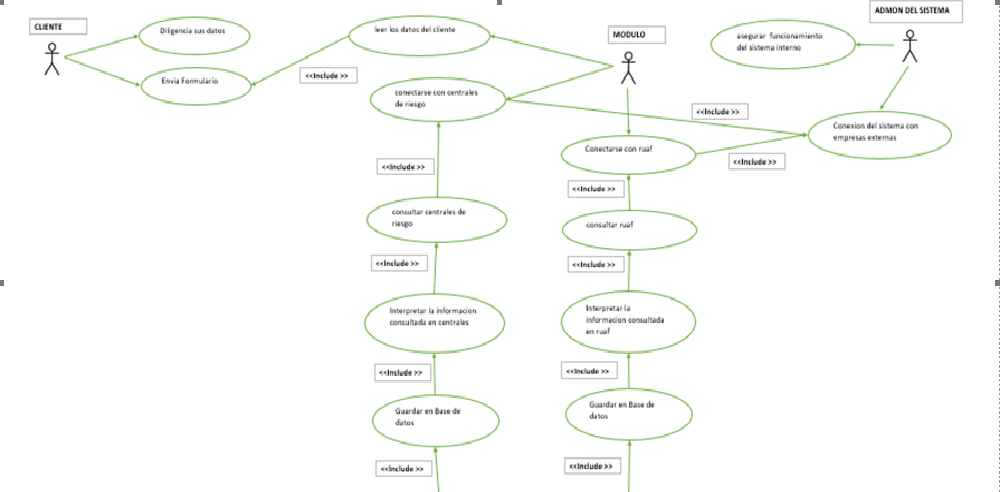 CLIENTE
Diligencia sus datos
Envia Formulario
<<Include >>
leer los datos del cliente
conectarse con centrales
de riesgo
<<Include >>
consultar centrales de
riesgo
<<Include >>
Interpretar la informacion
consultada en centrales
<<Include >>
Guardar en Base de
datos
<<Include >>
MODULO
<<Include >>
Conectarse con ruaf
<<Include >>
<<Include >>
consultar ruaf
<<Include >>
Interpretar la
informacion consultada
en ruaf
<<Include >>
Guardar en Base de
datos
<<Include >>
ADMON DEL SISTEMA
asegurar funcionamiento
del sistema interno
Conexion del sistema con
empresas externas